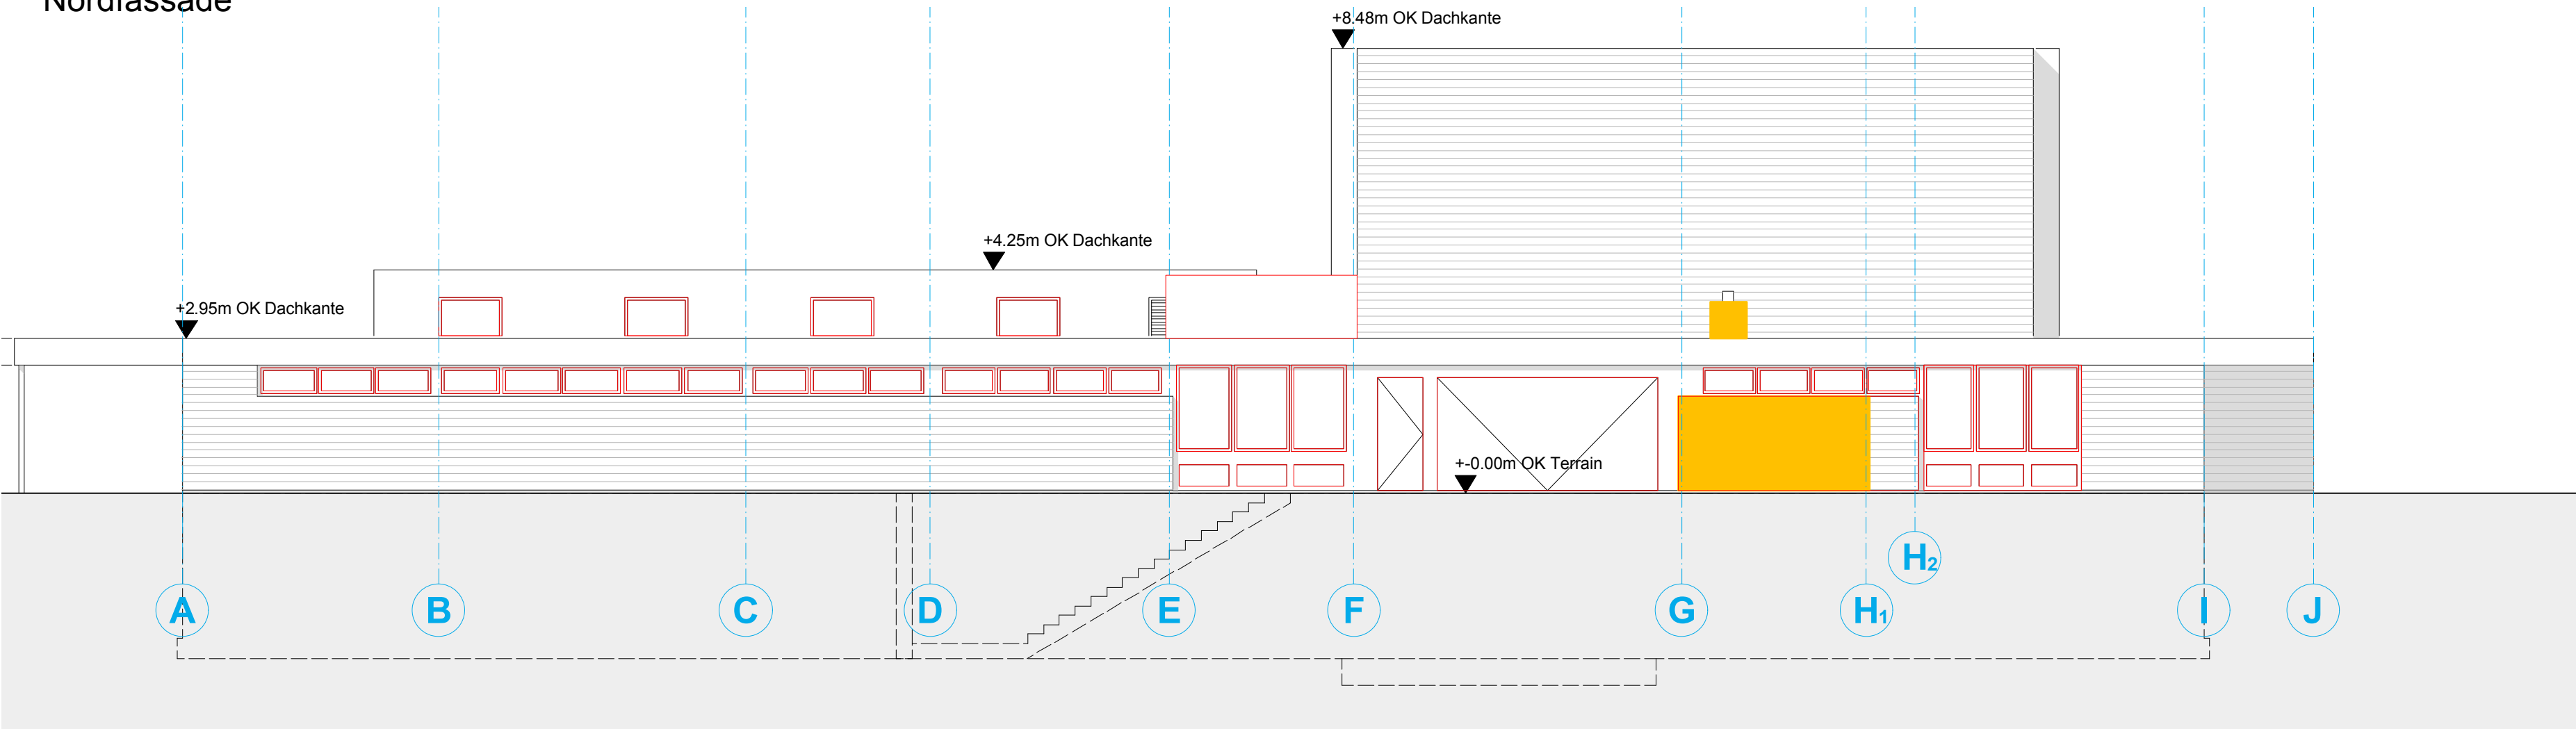 Nordfassade
+8.48m OK Dachkante
+4.25m OK Dachkante
+2.95m OK Dachkante
+-0.00m OK Terrain
H2
A B C D E F G H1 I J